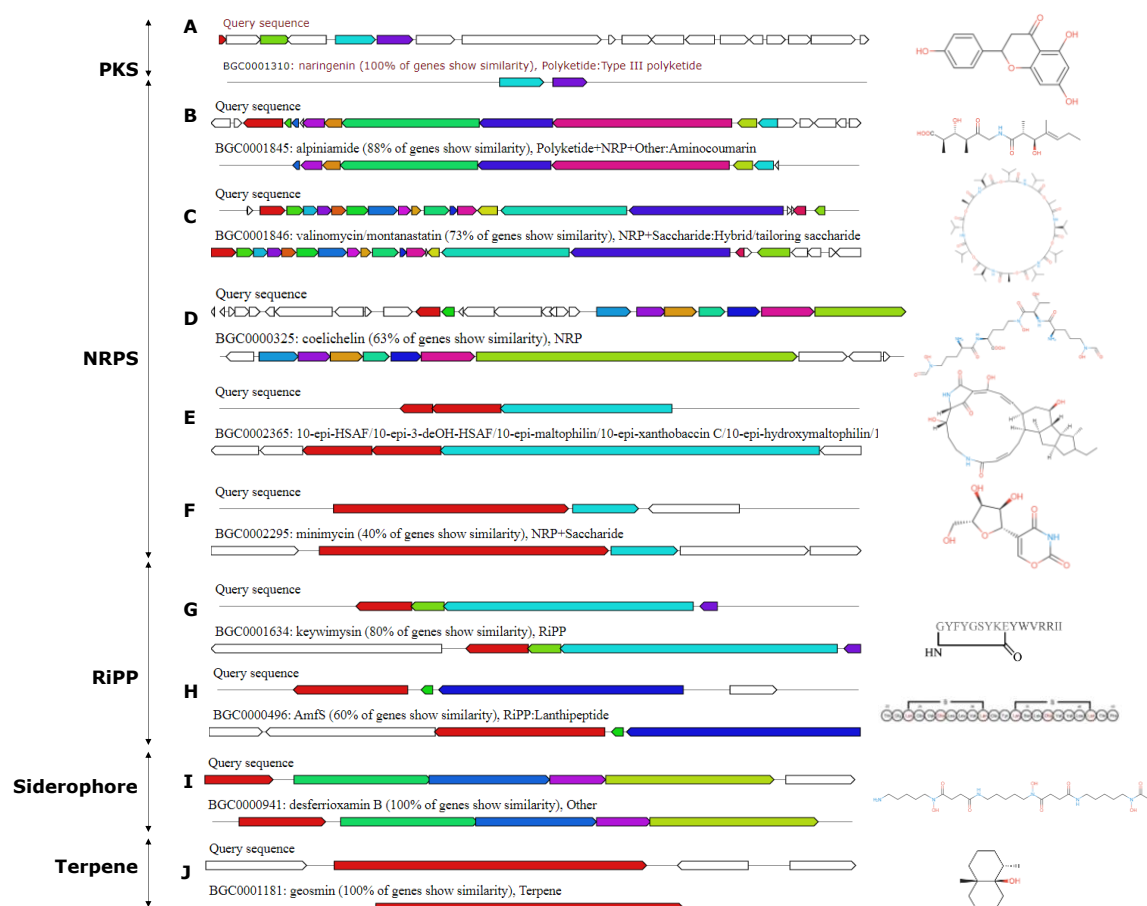 A
Query sequence
PKS
BGC0001310: naringenin (100% of genes show similarity), Polyketide:Type III polyketide
B
Query sequence
BGC0001845: alpiniamide (88% of genes show similarity), Polyketide+NRP+Other:Aminocoumarin
C
Query sequence
BGC0001846: valinomycin/montanastatin (73% of genes show similarity), NRP+Saccharide:Hybrid/tailoring saccharide
D
Query sequence
BGC0000325: coelichelin (63% of genes show similarity), NRP
NRPS
E
Query sequence
BGC0002365: 10-epi-HSAF/10-epi-3-deOH-HSAF/10-epi-maltophilin/10-epi-xanthobaccin C/10-epi-hydroxymaltophilin/1
F
Query sequence
BGC0002295: minimycin (40% of genes show similarity), NRP+Saccharide
G
Query sequence
BGC0001634: keywimysin (80% of genes show similarity), RiPP
GYFYGSYKEYWVRRII
HN
O
RiPP
H
Query sequence
BGC0000496: AmfS (60% of genes show similarity), RiPP:Lanthipeptide
Siderophore
I
Query sequence
BGC0000941: desferrioxamin B (100% of genes show similarity), Other
Terpene
J
Query sequence
BGC0001181: geosmin (100% of genes show similarity), Terpene
OH